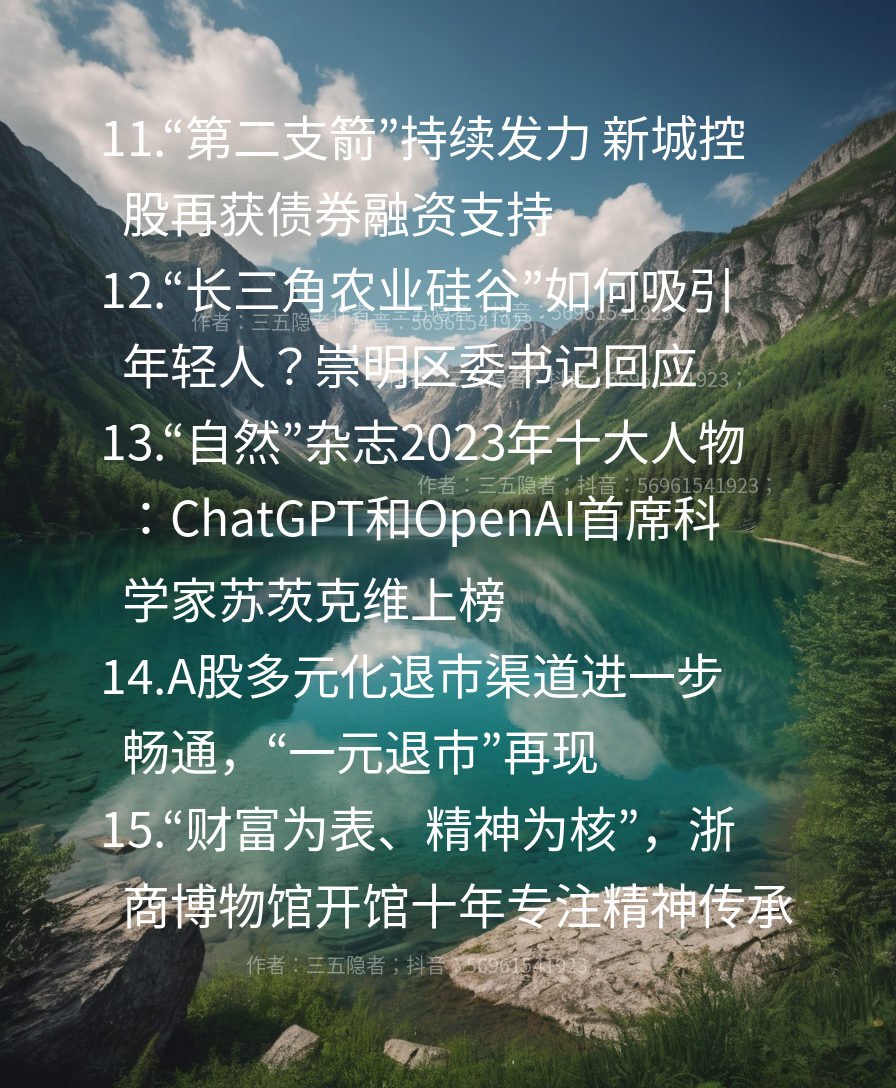 11.“第二支箭”持续发力 新城控
股再获债券融资支持
12.“长三角农业硅谷”如何吸引
作者：三五隐者；抖音：56961541923；
年轻人？崇明区委书记回应
13.“自然”杂志2023年十大人物
作者：三五隐者；抖音：56961541923；
：ChatGPT和OpenAI首席科
学家苏茨克维上榜
14.A股多元化退市渠道进一步
畅通，“一元退市”再现
15.“财富为表、精神为核”，浙
商博物馆开馆十年专注精神传承
作者：三五隐者；抖音：56961541923；